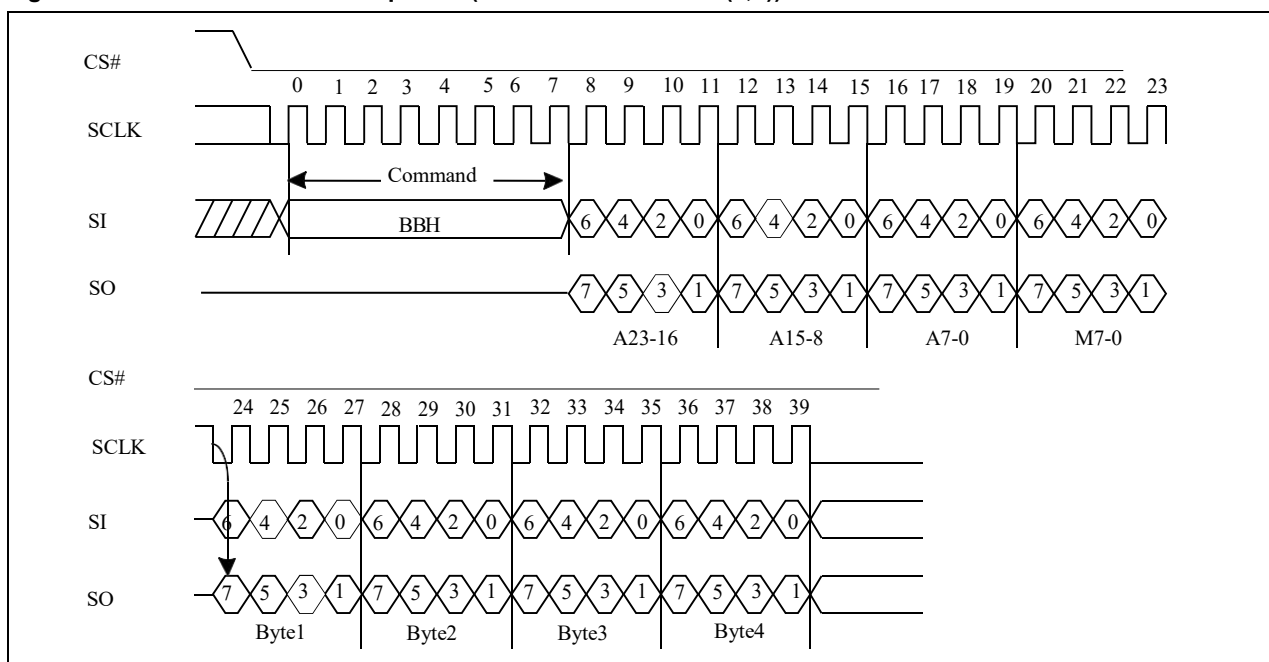 CS#
0 1 2 3 4 5 6 7 8 9 10 11 12 13 14 15 16 17 18 19 20 21 22 23
SCLK
Command
SI BBH 6 4 2 0 6 4 2 0 6 4 2 0 6 4 2 0
SO 7 5 3 1 7 5 3 1 7 5 3 1 7 5 3 1
A23-16 A15-8 A7-0 M7-0
CS#
24 25 26 27 28 29 30 31 32 33 34 35 36 37 38 39
SCLK
SI 6 4 2 0 6 4 2 0 6 4 2 0 6 4 2 0
SO 7 5 3 1 7 5 3 1 7 5 3 1 7 5 3 1
Byte1 Byte2 Byte3 Byte4